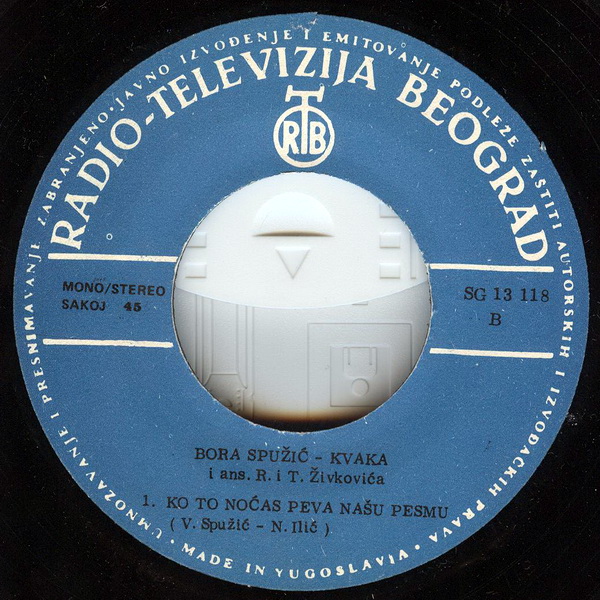 UMNOŽAVANJE I PRESNIMAVANJE ZABRANJENO • JAVNO IZVOĐENJE I EMITOVANJE PODLEŽE ZAŠTITI AUTORSKIH I IZVOĐAČKIH PRAVA •
RADIO-TELEVIZIJA BEOGRAD
RTB
MONO/STEREO
SAKOJ 45
SG 13 118
B
BORA SPUŽIĆ - KVAKA
i ans. R. i T. Živkovića
1. KO TO NOĆAS PEVA NAŠU PESMU
( V. Spužić - N. Ilić )
MADE IN YUGOSLAVIA •